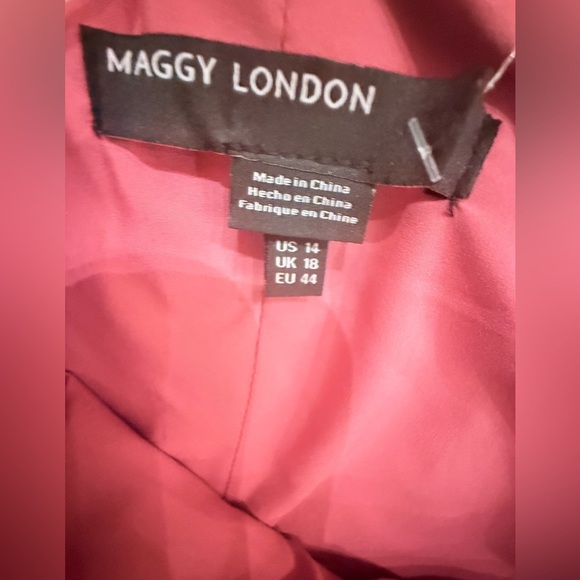 MAGGY LONDON
Made in China
Hecho en China
Fabrique en Chine
US 14
UK 18
EU 44